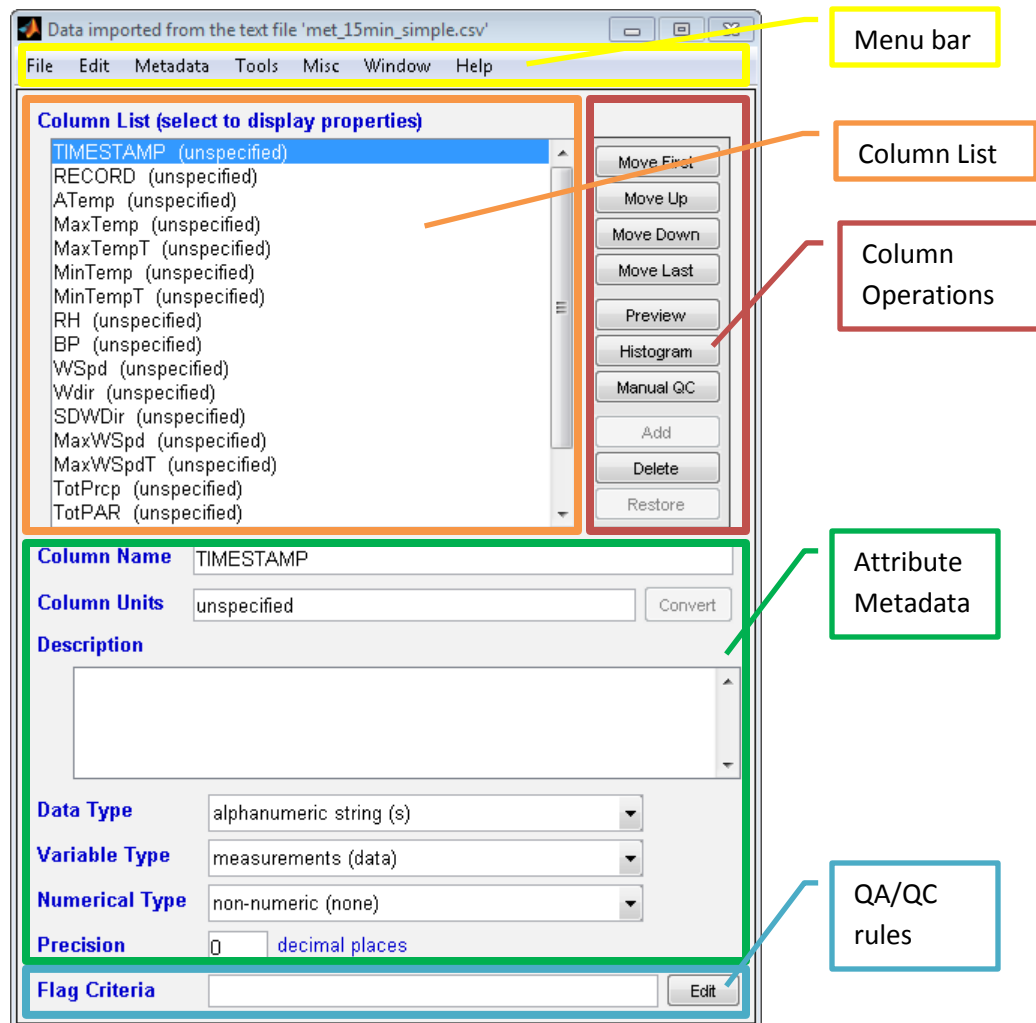 Data imported from the text file 'met_15min_simple.csv'
File Edit Metadata Tools Misc Window Help
Menu bar
Column List (select to display properties)
TIMESTAMP (unspecified)
RECORD (unspecified)
ATemp (unspecified)
MaxTemp (unspecified)
MaxTempT (unspecified)
MinTemp (unspecified)
MinTempT (unspecified)
RH (unspecified)
BP (unspecified)
WSpd (unspecified)
Wdir (unspecified)
SDWDir (unspecified)
MaxWSpd (unspecified)
MaxWSpdT (unspecified)
TotPrcp (unspecified)
TotPAR (unspecified)
Move First
Move Up
Move Down
Move Last
Preview
Histogram
Manual QC
Add
Delete
Restore
Column List
Column
Operations
Column Name TIMESTAMP
Column Units unspecified Convert
Description
Data Type alphanumeric string (s)
Variable Type measurements (data)
Numerical Type non-numeric (none)
Precision 0 decimal places
Attribute
Metadata
Flag Criteria Edit
QA/QC
rules